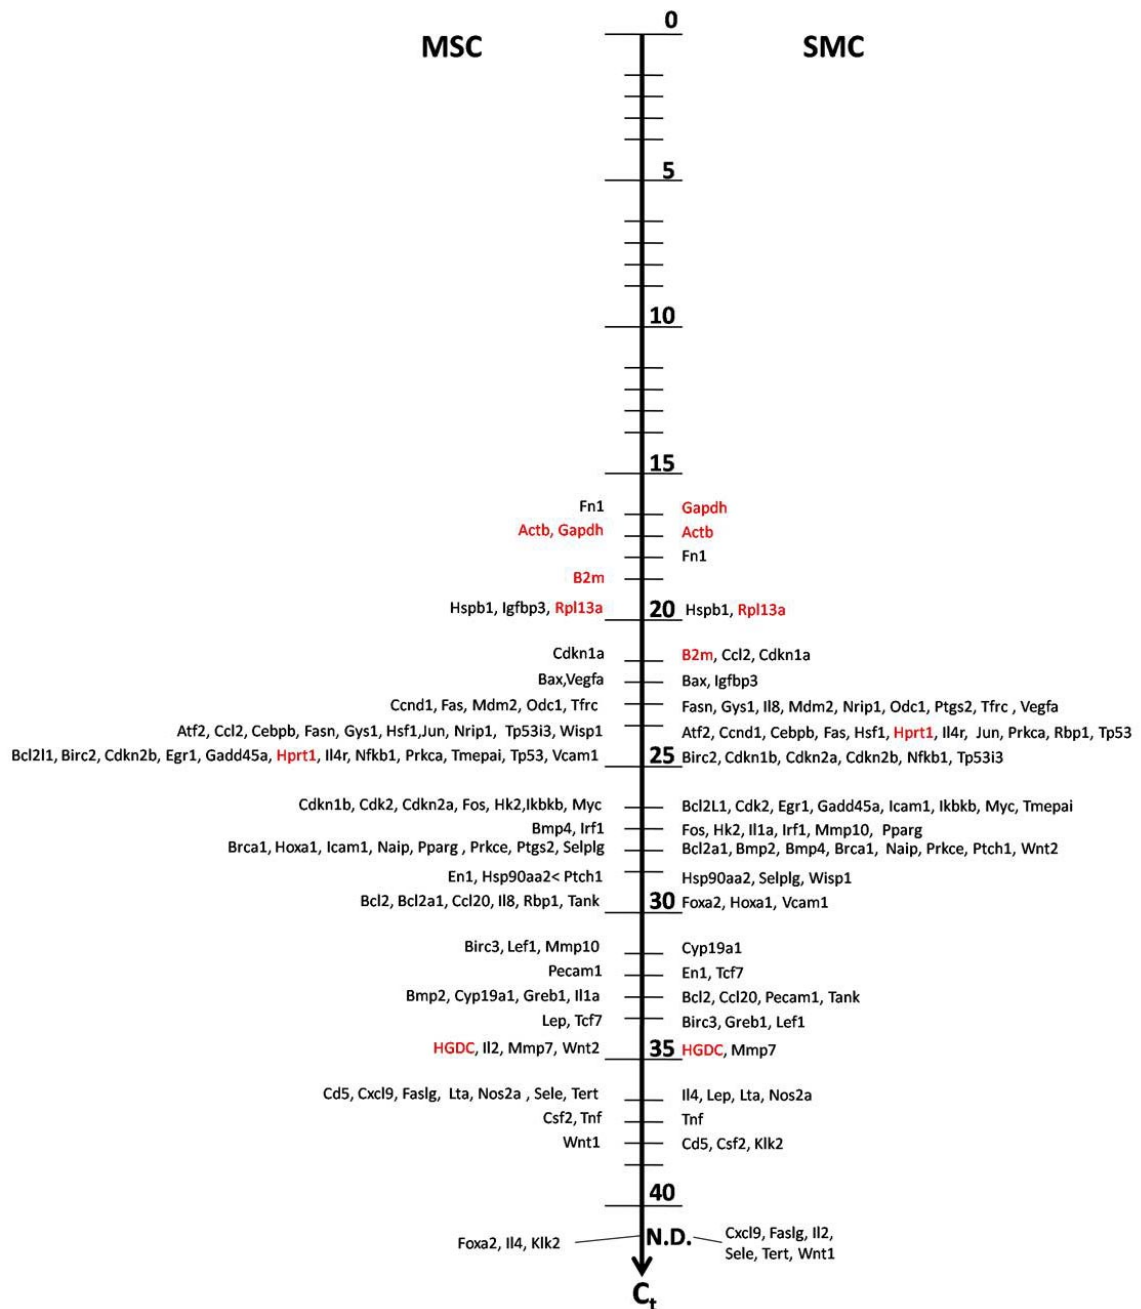 0
MSC SMC
5
10
15
Fn1 Gapdh
Actb, Gapdh Actb
Fn1
B2m
Hspb1, Igfbp3, Rpl13a 20 Hspb1, Rpl13a
Cdkn1a B2m, Ccl2, Cdkn1a
Bax,Vegfa Bax, Igfbp3
Ccnd1, Fas, Mdm2, Odc1, Tfrc Fasn, Gys1, Il8, Mdm2, Nrip1, Odc1, Ptgs2, Tfrc , Vegfa
Atf2, Ccl2, Cebpb, Fasn, Gys1, Hsf1,Jun, Nrip1, Tp53i3, Wisp1 Atf2, Ccnd1, Cebpb, Fas, Hsf1, Hprt1, Il4r, Jun, Prkca, Rbp1, Tp53
Bcl2l1, Birc2, Cdkn2b, Egr1, Gadd45a, Hprt1, Il4r, Nfkb1, Prkca, Tmepai, Tp53, Vcam1 25 Birc2, Cdkn1b, Cdkn2a, Cdkn2b, Nfkb1, Tp53i3
Cdkn1b, Cdk2, Cdkn2a, Fos, Hk2,Ikbkb, Myc Bcl2L1, Cdk2, Egr1, Gadd45a, Icam1, Ikbkb, Myc, Tmepai
Bmp4, Irf1 Fos, Hk2, Il1a, Irf1, Mmp10, Pparg
Brca1, Hoxa1, Icam1, Naip, Pparg , Prkce, Ptgs2, Selplg Bcl2a1, Bmp2, Bmp4, Brca1, Naip, Prkce, Ptch1, Wnt2
En1, Hsp90aa2< Ptch1 Hsp90aa2, Selplg, Wisp1
Bcl2, Bcl2a1, Ccl20, Il8, Rbp1, Tank 30 Foxa2, Hoxa1, Vcam1
Birc3, Lef1, Mmp10 Cyp19a1
Pecam1 En1, Tcf7
Bmp2, Cyp19a1, Greb1, Il1a Bcl2, Ccl20, Pecam1, Tank
Lep, Tcf7 Birc3, Greb1, Lef1
HGDC, Il2, Mmp7, Wnt2 35 HGDC, Mmp7
Cd5, Cxcl9, Faslg, Lta, Nos2a , Sele, Tert Il4, Lep, Lta, Nos2a
Csf2, Tnf Tnf
Wnt1 Cd5, Csf2, Klk2
40
Foxa2, Il4, Klk2 N.D. Cxcl9, Faslg, Il2,
Sele, Tert, Wnt1
Ct